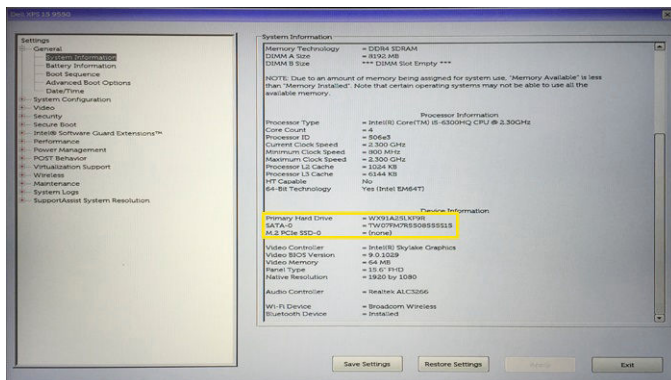 Dell XPS 15 9550
Settings
General
System Information
Battery Information
Boot Sequence
Advanced Boot Options
Date/Time
System Configuration
Video
Security
Secure Boot
Intel® Software Guard Extensions™
Performance
Power Management
POST Behavior
Virtualization Support
Wireless
Maintenance
System Logs
SupportAssist System Resolution
System Information
Memory Technology = DDR4 SDRAM
DIMM A Size = 8192 MB
DIMM B Size *** DIMM Slot Empty ***
NOTE: Due to an amount of memory being assigned for system use, "Memory Available" is less
than "Memory Installed". Note that certain operating systems may not be able to use all the
available memory.
Processor Information
Processor Type = Intel(R) Core(TM) i5-6300HQ CPU @ 2.30GHz
Core Count = 4
Processor ID = 506e3
Current Clock Speed = 2.300 GHz
Minimum Clock Speed = 800 MHz
Maximum Clock Speed = 2.300 GHz
Processor L2 Cache = 1024 KB
Processor L3 Cache = 6144 KB
HT Capable No
64-Bit Technology Yes (Intel EM64T)
Device Information
Primary Hard Drive = WX91A25LXP9R
SATA-0
M.2 PCIe SSD-0 = (none)
Video Controller = Intel(R) Skylake Graphics
Video BIOS Version = 9.0.1029
Video Memory = 64 MB
Panel Type = 15.6" FHD
Native Resolution = 1920 by 1080
Audio Controller = Realtek ALC3266
Wi-Fi Device = Broadcom Wireless
Bluetooth Device = Installed
Save Settings
Restore Settings
Exit